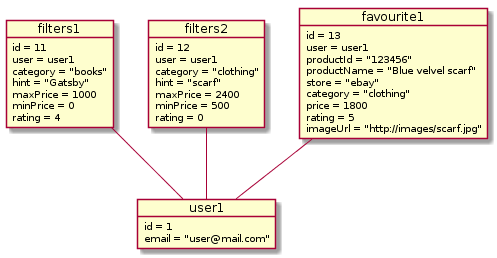 filters1
id = 11
user = user1
category = "books"
hint = "Gatsby"
maxPrice = 1000
minPrice = 0
rating = 4
filters2
id = 12
user = user1
category = "clothing"
hint = "scarf"
maxPrice = 2400
minPrice = 500
rating = 0
favourite1
id = 13
user = user1
productId = "123456"
productName = "Blue velvel scarf"
store = "ebay"
category = "clothing"
price = 1800
rating = 5
imageUrl = "http://images/scarf.jpg"
user1
id = 1
email = "user@mail.com"